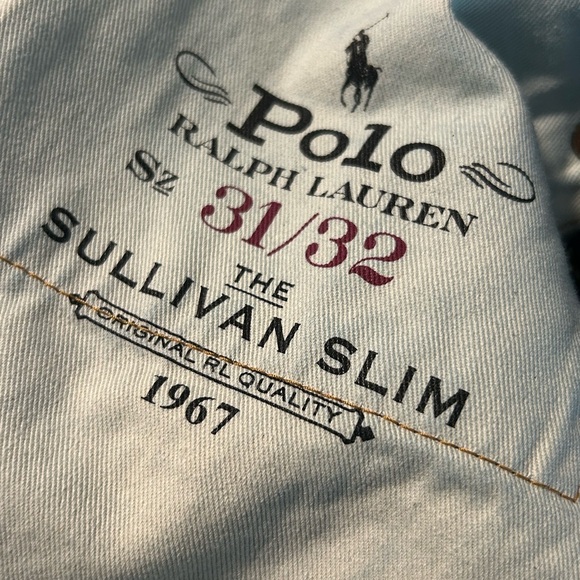 Polo
RALPH LAUREN
Sz 31/32
THE
SULLIVAN SLIM
ORIGINAL RL QUALITY
1967